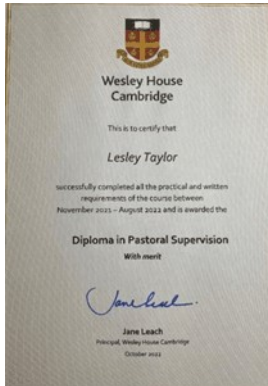 Wesley House
Cambridge
This is to certify that
Lesley Taylor
successfully completed all the practical and written
requirements of the course between
November 2021 – August 2022 and is awarded the
Diploma in Pastoral Supervision
With merit
Jane Leach
Jane Leach
Principal, Wesley House Cambridge
October 2022